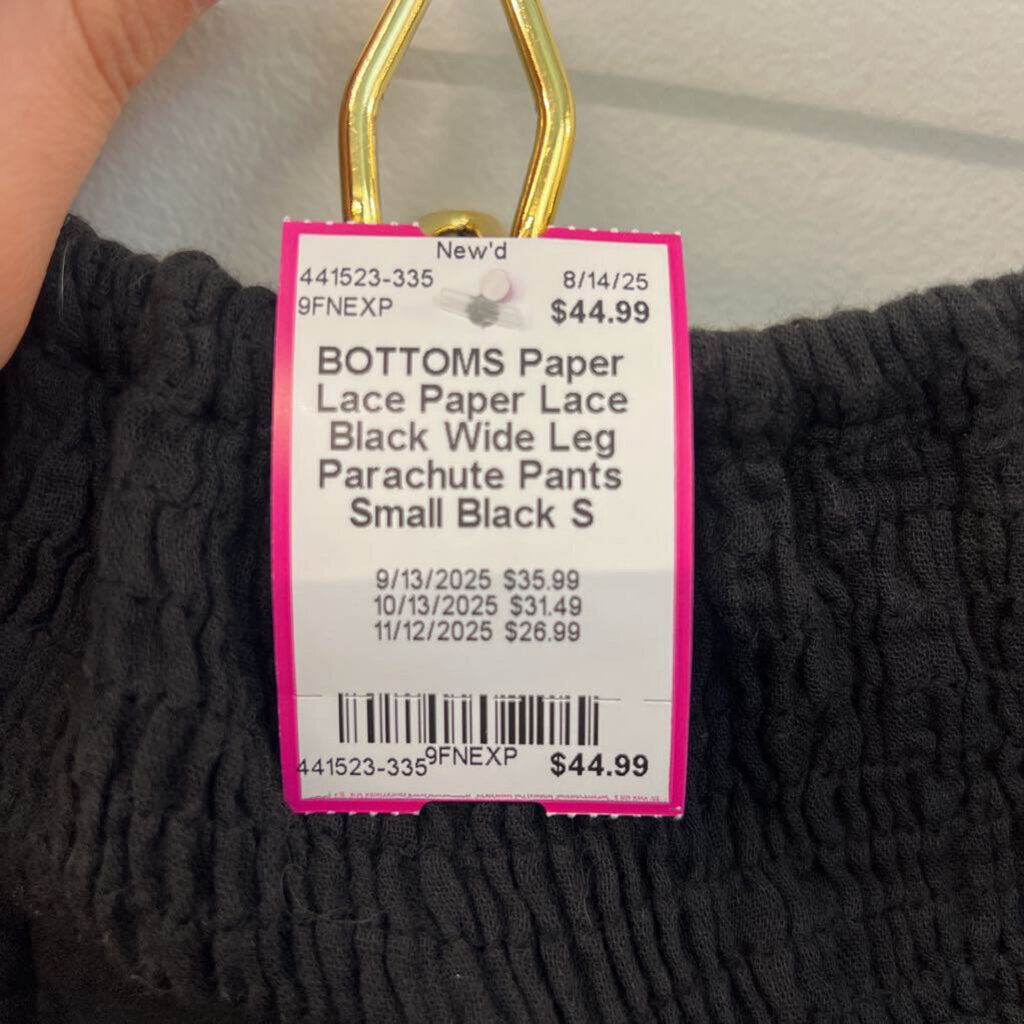 New'd
441523-335 8/14/25
9FNEXP $44.99
BOTTOMS Paper
Lace Paper Lace
Black Wide Leg
Parachute Pants
Small Black S
9/13/2025 $35.99
10/13/2025 $31.49
11/12/2025 $26.99
441523-335 9FNEXP $44.99